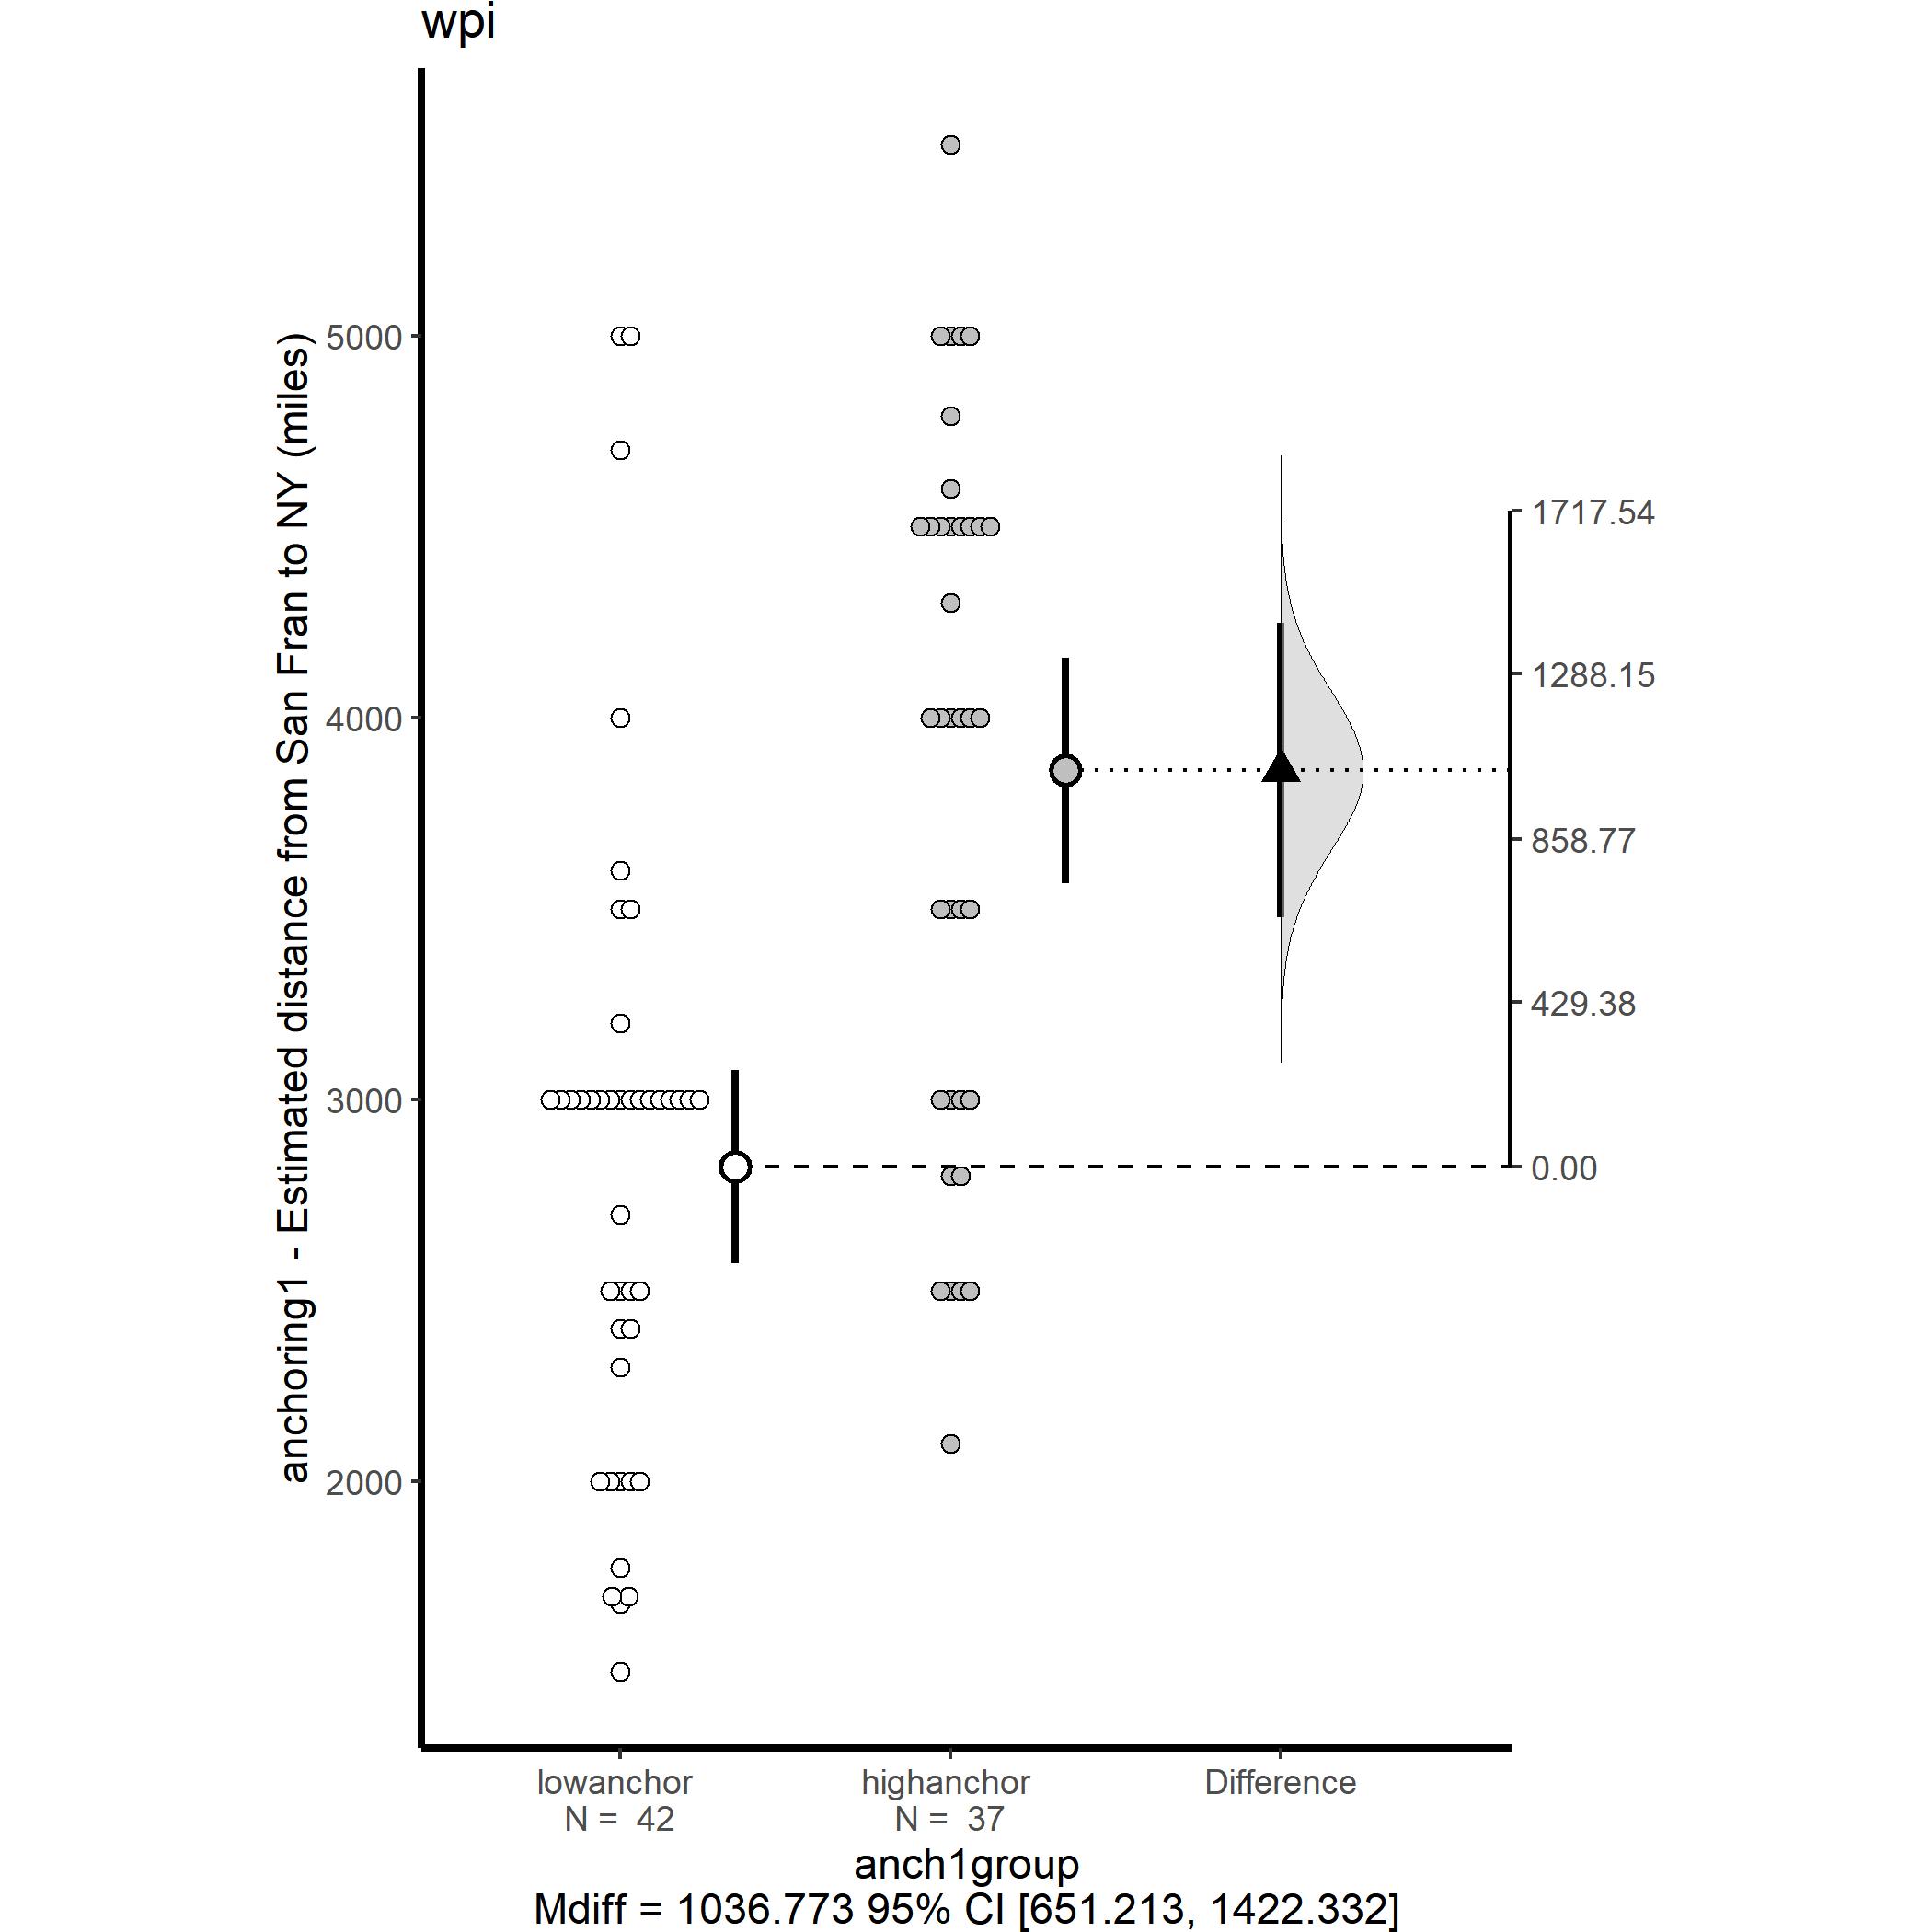 wpi
anchoring1 - Estimated distance from San Fran to NY (miles)
5000
4000
3000
2000
1717.54
1288.15
858.77
429.38
0.00
lowanchor
N =  42
highanchor
N =  37
Difference
anch1group
Mdiff = 1036.773 95% CI [651.213, 1422.332]